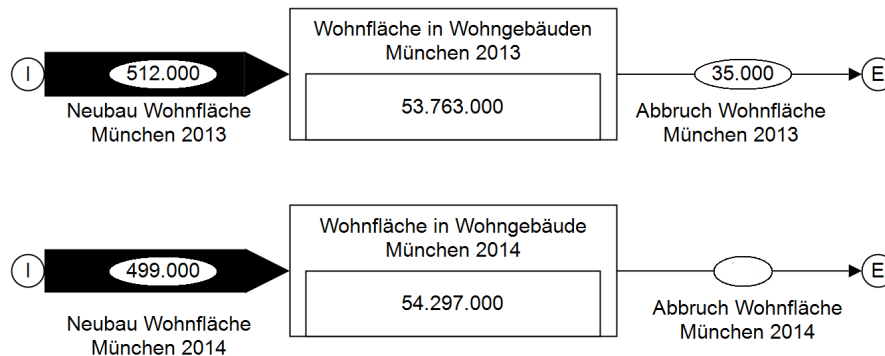 Wohnfläche in Wohngebäuden
München 2013
I
512.000
53.763.000
35.000
E
Neubau Wohnfläche
München 2013
Abbruch Wohnfläche
München 2013
Wohnfläche in Wohngebäude
München 2014
I
499.000
54.297.000
E
Neubau Wohnfläche
München 2014
Abbruch Wohnfläche
München 2014